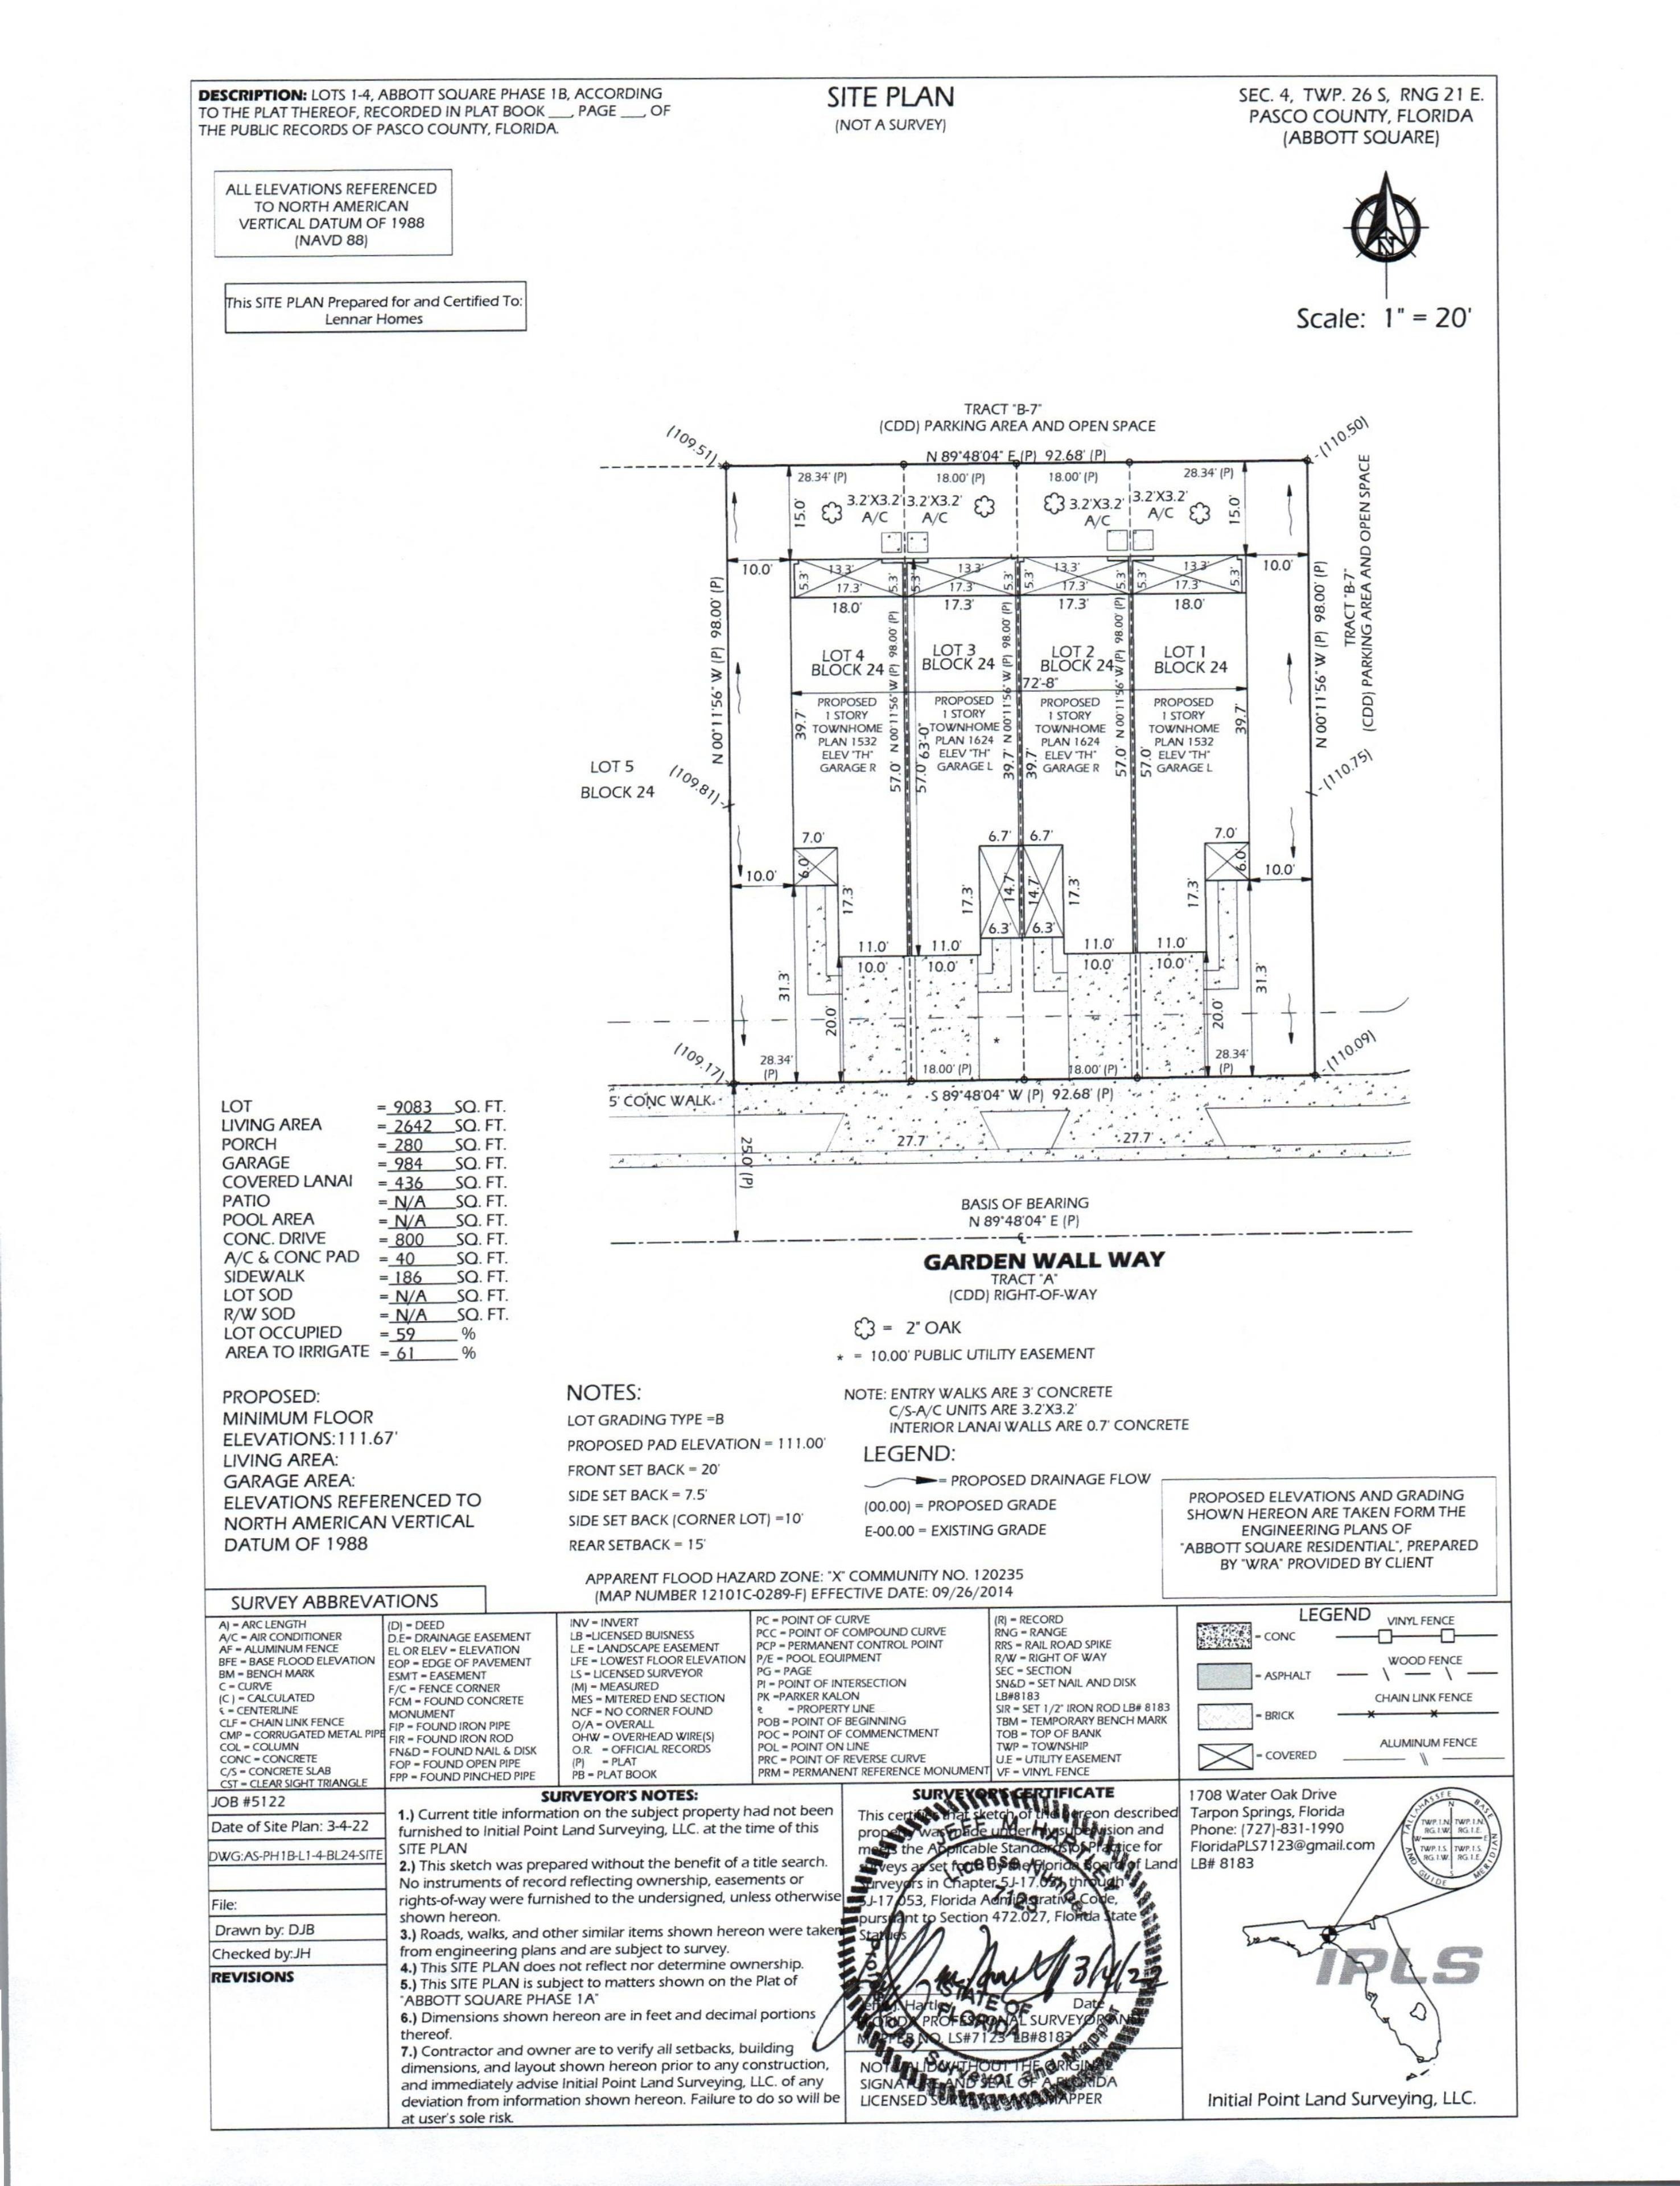 DESCRIPTION: LOTS 1-4, ABBOTT SQUARE PHASE 1B, ACCORDING
TO THE PLAT THEREOF, RECORDED IN PLAT BOOK ___, PAGE ___, OF
THE PUBLIC RECORDS OF PASCO COUNTY, FLORIDA.
SITE PLAN
(NOT A SURVEY)
SEC. 4, TWP. 26 S, RNG 21 E.
PASCO COUNTY, FLORIDA
(ABBOTT SQUARE)
ALL ELEVATIONS REFERENCED
TO NORTH AMERICAN
VERTICAL DATUM OF 1988
(NAVD 88)
This SITE PLAN Prepared for and Certified To:
Lennar Homes
N
Scale: 1" = 20'
TRACT "B-7"
(CDD) PARKING AREA AND OPEN SPACE
(109.51)
N 89°48'04" E (P) 92.68' (P)
(110.50)
28.34' (P) 18.00' (P) 18.00' (P) 28.34' (P)
15.0' 3.2'X3.2' 3.2'X3.2' 3.2'X3.2' 3.2'X3.2' 15.0'
A/C A/C A/C A/C
10.0' 10.0'
5.3' 13.3' 5.3' 5.3' 13.3' 5.3' 5.3' 13.3' 5.3' 13.3' 5.3'
17.3' 17.3' 17.3' 17.3'
18.0' 17.3' 17.3' 18.0'
N 00°11'56" W (P) 98.00' (P)
N 00°11'56" W (P) 98.00' (P)
N 00°11'56" W (P) 98.00' (P)
N 00°11'56" W (P) 98.00' (P)
N 00°11'56" W (P) 98.00' (P)
TRACT "B-7"
(CDD) PARKING AREA AND OPEN SPACE
LOT 4
BLOCK 24
LOT 3
BLOCK 24
LOT 2
BLOCK 24
LOT 1
BLOCK 24
72'-8"
PROPOSED
1 STORY
TOWNHOME
PLAN 1532
ELEV "TH"
GARAGE R
PROPOSED
1 STORY
TOWNHOME
PLAN 1624
ELEV "TH"
GARAGE L
PROPOSED
1 STORY
TOWNHOME
PLAN 1624
ELEV "TH"
GARAGE R
PROPOSED
1 STORY
TOWNHOME
PLAN 1532
ELEV "TH"
GARAGE L
39.7' 57.0' 57.0' 63'-0" 39.7' 39.7' 57.0' 57.0' 39.7'
LOT 5
BLOCK 24
(109.81)
(110.75)
7.0' 6.7' 6.7' 7.0'
6.0' 6.0'
10.0' 10.0'
17.3' 17.3' 14.7' 14.7' 17.3' 17.3'
6.3' 6.3'
11.0' 11.0' 11.0' 11.0'
10.0' 10.0' 10.0' 10.0'
31.3' 20.0' 20.0' 31.3'
*
(109.17)
(110.09)
28.34'
(P)
18.00' (P) 18.00' (P)
28.34'
(P)
5' CONC WALK
S 89°48'04" W (P) 92.68' (P)
27.7' 27.7'
25.0' (P)
BASIS OF BEARING
N 89°48'04" E (P)
GARDEN WALL WAY
TRACT "A"
(CDD) RIGHT-OF-WAY
= 2" OAK
* = 10.00' PUBLIC UTILITY EASEMENT
LOT = 9083 SQ. FT.
LIVING AREA = 2642 SQ. FT.
PORCH = 280 SQ. FT.
GARAGE = 984 SQ. FT.
COVERED LANAI = 436 SQ. FT.
PATIO = N/A SQ. FT.
POOL AREA = N/A SQ. FT.
CONC. DRIVE = 800 SQ. FT.
A/C & CONC PAD = 40 SQ. FT.
SIDEWALK = 186 SQ. FT.
LOT SOD = N/A SQ. FT.
R/W SOD = N/A SQ. FT.
LOT OCCUPIED = 59 %
AREA TO IRRIGATE = 61 %
PROPOSED:
MINIMUM FLOOR
ELEVATIONS:111.67'
LIVING AREA:
GARAGE AREA:
ELEVATIONS REFERENCED TO
NORTH AMERICAN VERTICAL
DATUM OF 1988
NOTES:
LOT GRADING TYPE =B
PROPOSED PAD ELEVATION = 111.00'
FRONT SET BACK = 20'
SIDE SET BACK = 7.5'
SIDE SET BACK (CORNER LOT) =10'
REAR SETBACK = 15'
NOTE: ENTRY WALKS ARE 3' CONCRETE
C/S-A/C UNITS ARE 3.2'X3.2'
INTERIOR LANAI WALLS ARE 0.7' CONCRETE
LEGEND:
= PROPOSED DRAINAGE FLOW
(00.00) = PROPOSED GRADE
E-00.00 = EXISTING GRADE
PROPOSED ELEVATIONS AND GRADING
SHOWN HEREON ARE TAKEN FORM THE
ENGINEERING PLANS OF
"ABBOTT SQUARE RESIDENTIAL", PREPARED
BY "WRA" PROVIDED BY CLIENT
APPARENT FLOOD HAZARD ZONE: "X" COMMUNITY NO. 120235
(MAP NUMBER 12101C-0289-F) EFFECTIVE DATE: 09/26/2014
SURVEY ABBREVATIONS
A) = ARC LENGTH
A/C = AIR CONDITIONER
AF = ALUMINUM FENCE
BFE = BASE FLOOD ELEVATION
BM = BENCH MARK
C = CURVE
(C ) = CALCULATED
℄ = CENTERLINE
CLF = CHAIN LINK FENCE
CMP = CORRUGATED METAL PIPE
COL = COLUMN
CONC = CONCRETE
C/S = CONCRETE SLAB
CST = CLEAR SIGHT TRIANGLE
(D) = DEED
D.E= DRAINAGE EASEMENT
EL OR ELEV = ELEVATION
EOP = EDGE OF PAVEMENT
ESM'T = EASEMENT
F/C = FENCE CORNER
FCM = FOUND CONCRETE
MONUMENT
FIP = FOUND IRON PIPE
FIR = FOUND IRON ROD
FN&D = FOUND NAIL & DISK
FOP = FOUND OPEN PIPE
FPP = FOUND PINCHED PIPE
INV = INVERT
LB =LICENSED BUISNESS
L.E = LANDSCAPE EASEMENT
LFE = LOWEST FLOOR ELEVATION
LS = LICENSED SURVEYOR
(M) = MEASURED
MES = MITERED END SECTION
NCF = NO CORNER FOUND
O/A = OVERALL
OHW = OVERHEAD WIRE(S)
O.R. = OFFICIAL RECORDS
(P) = PLAT
PB = PLAT BOOK
PC = POINT OF CURVE
PCC = POINT OF COMPOUND CURVE
PCP = PERMANENT CONTROL POINT
P/E = POOL EQUIPMENT
PG = PAGE
PI = POINT OF INTERSECTION
PK =PARKER KALON
= PROPERTY LINE
POB = POINT OF BEGINNING
POC = POINT OF COMMENCTMENT
POL = POINT ON LINE
PRC = POINT OF REVERSE CURVE
PRM = PERMANENT REFERENCE MONUMENT
(R) = RECORD
RNG = RANGE
RRS = RAIL ROAD SPIKE
R/W = RIGHT OF WAY
SEC = SECTION
SN&D = SET NAIL AND DISK
LB#8183
SIR = SET 1/2" IRON ROD LB# 8183
TBM = TEMPORARY BENCH MARK
TOB = TOP OF BANK
TWP = TOWNSHIP
U.E = UTILITY EASEMENT
VF = VINYL FENCE
LEGEND
= CONC
= ASPHALT
= BRICK
= COVERED
VINYL FENCE
WOOD FENCE
CHAIN LINK FENCE
ALUMINUM FENCE
JOB #5122
Date of Site Plan: 3-4-22
DWG:AS-PH1B-L1-4-BL24-SITE
File:
Drawn by: DJB
Checked by:JH
REVISIONS
SURVEYOR'S NOTES:
1.) Current title information on the subject property had not been
furnished to Initial Point Land Surveying, LLC. at the time of this
SITE PLAN
2.) This sketch was prepared without the benefit of a title search.
No instruments of record reflecting ownership, easements or
rights-of-way were furnished to the undersigned, unless otherwise
shown hereon.
3.) Roads, walks, and other similar items shown hereon were taken
from engineering plans and are subject to survey.
4.) This SITE PLAN does not reflect nor determine ownership.
5.) This SITE PLAN is subject to matters shown on the Plat of
"ABBOTT SQUARE PHASE 1A"
6.) Dimensions shown hereon are in feet and decimal portions
thereof.
7.) Contractor and owner are to verify all setbacks, building
dimensions, and layout shown hereon prior to any construction,
and immediately advise Initial Point Land Surveying, LLC. of any
deviation from information shown hereon. Failure to do so will be
at user's sole risk.
SURVEYOR'S CERTIFICATE
This certifies that sketch of the hereon described
property was made under my supervision and
meets the Applicable Standards of Practice for
surveys as set forth by the Florida Board of Land
Surveyors in Chapter 5J-17.051 through
5J-17.053, Florida Administrative Code,
pursuant to Section 472.027, Florida State
Statues
3/4/22
Jeff M. Hartley Date
FLORIDA PROFESSIONAL SURVEYOR AND
MAPPER NO. LS#7123 LB#8183
NOT VALID WITHOUT THE ORIGINAL
SIGNATURE AND SEAL OF A FLORIDA
LICENSED SURVEYOR AND MAPPER
JEFF M. HARTLEY
License Number
7123
STATE OF
FLORIDA
Professional Surveyor and Mapper
1708 Water Oak Drive
Tarpon Springs, Florida
Phone: (727)-831-1990
FloridaPLS7123@gmail.com
LB# 8183
TALLAHASSEE BASE
AND GUIDE MERIDIAN
N
W E
S
TWP.1N. TWP.1N.
RG.1W. RG.1E.
TWP.1S. TWP.1S.
RG.1W. RG.1E.
IPLS
Initial Point Land Surveying, LLC.